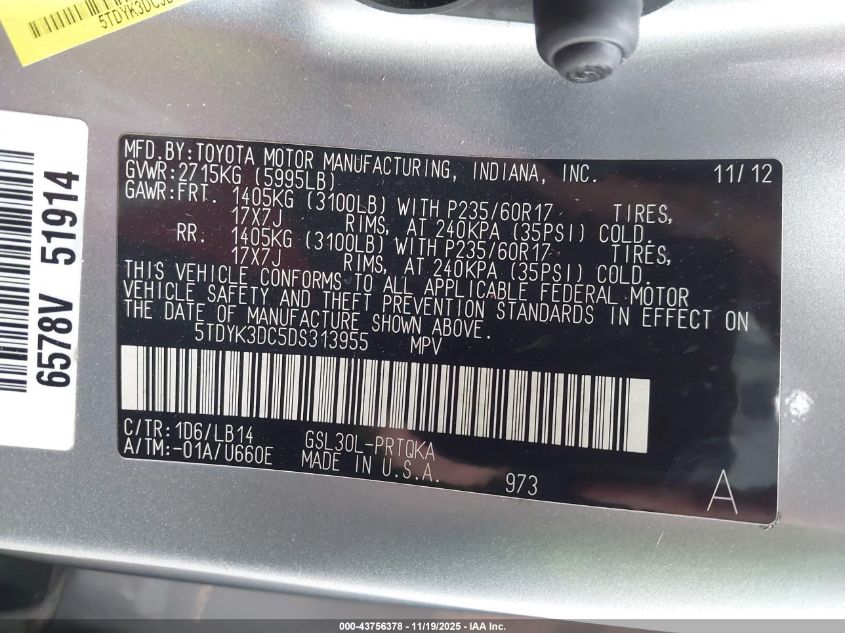 5TDYK3DC5D
6578V 51914
MFD.BY:TOYOTA MOTOR MANUFACTURING, INDIANA, INC. 11/12
GVWR:2715KG (5995LB)
GAWR:FRT. 1405KG (3100LB) WITH P235/60R17 TIRES,
17X7J RIMS, AT 240KPA (35PSI) COLD.
RR. 1405KG (3100LB) WITH P235/60R17 TIRES,
17X7J RIMS, AT 240KPA (35PSI) COLD.
THIS VEHICLE CONFORMS TO ALL APPLICABLE FEDERAL MOTOR
VEHICLE SAFETY AND THEFT PREVENTION STANDARDS IN EFFECT ON
THE DATE OF MANUFACTURE SHOWN ABOVE.
5TDYK3DC5DS313955 MPV
C/TR:1D6/LB14 GSL30L-PRTQKA
A/TM:-01A/U660E MADE IN U.S.A.
973
A
000-43756378 - 11/19/2025 - IAA Inc.